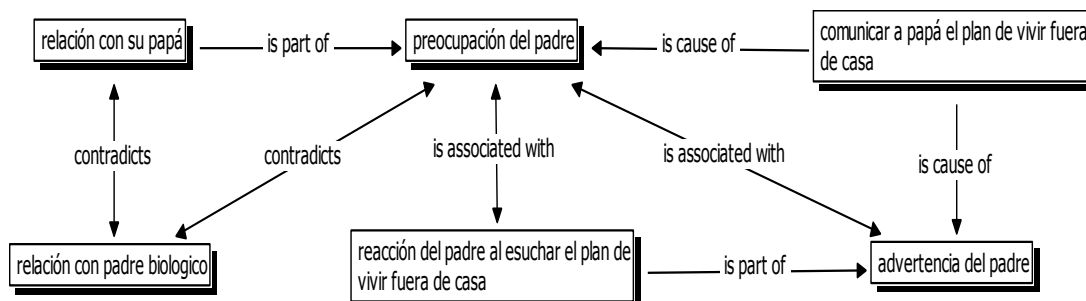 relación con su papá
is part of
preocupación del padre
is cause of
comunicar a papá el plan de vivir fuera
de casa
contradicts
contradicts
is associated with
is associated with
is cause of
relación con padre biologico
reacción del padre al esuchar el plan de
vivir fuera de casa
is part of
advertencia del padre